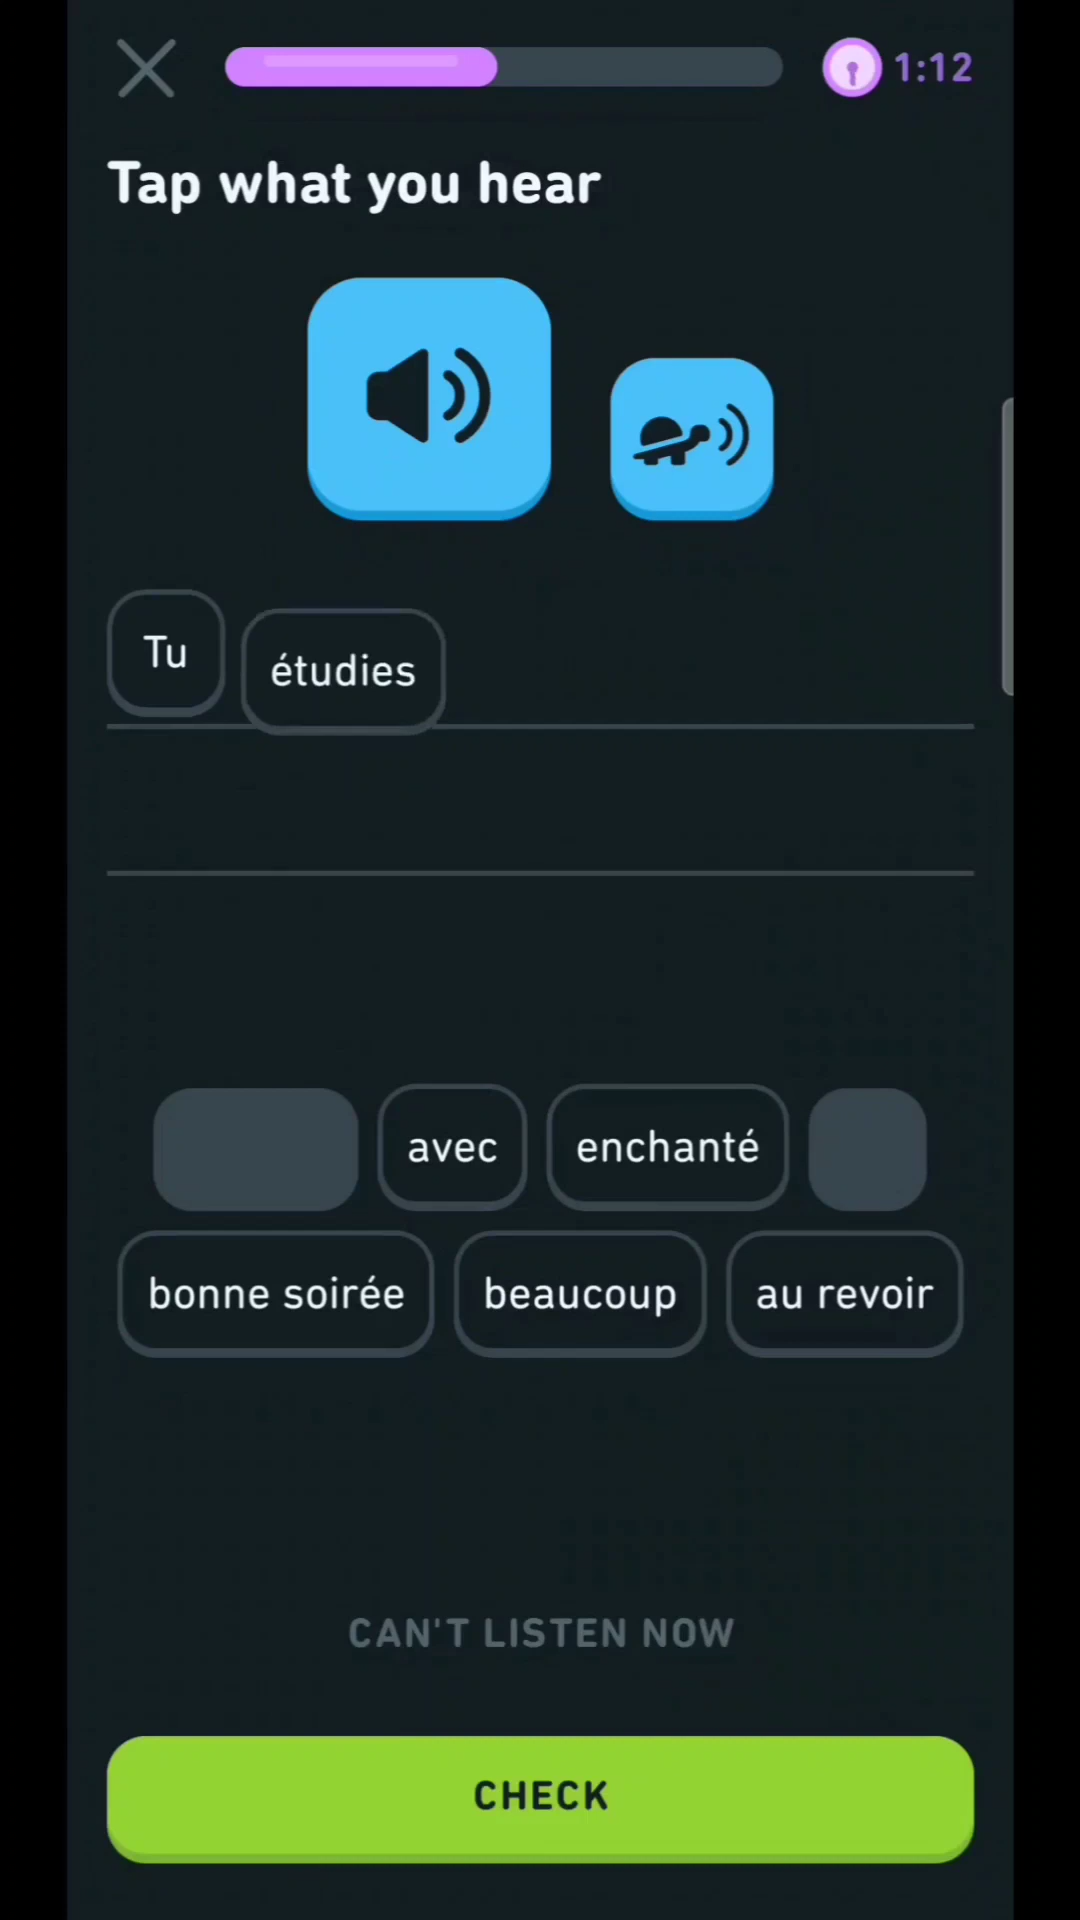 1:12
Tap what you hear
Tu étudies
avec enchanté
bonne soirée beaucoup au revoir
CAN'T LISTEN NOW
CHECK